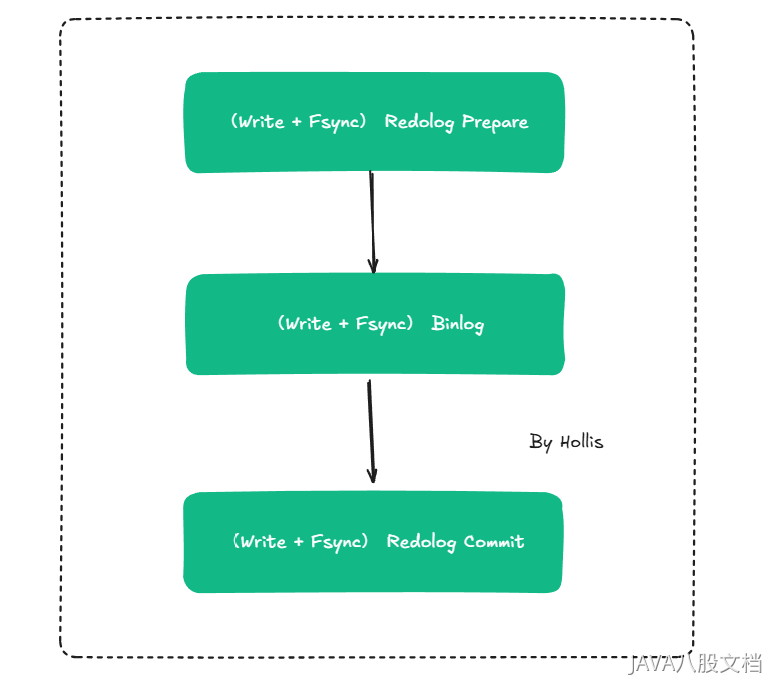 (Write + Fsync) Redolog Prepare
(Write + Fsync) Binlog
By Hollis
(Write + Fsync) Redolog Commit
JAVA八股文档